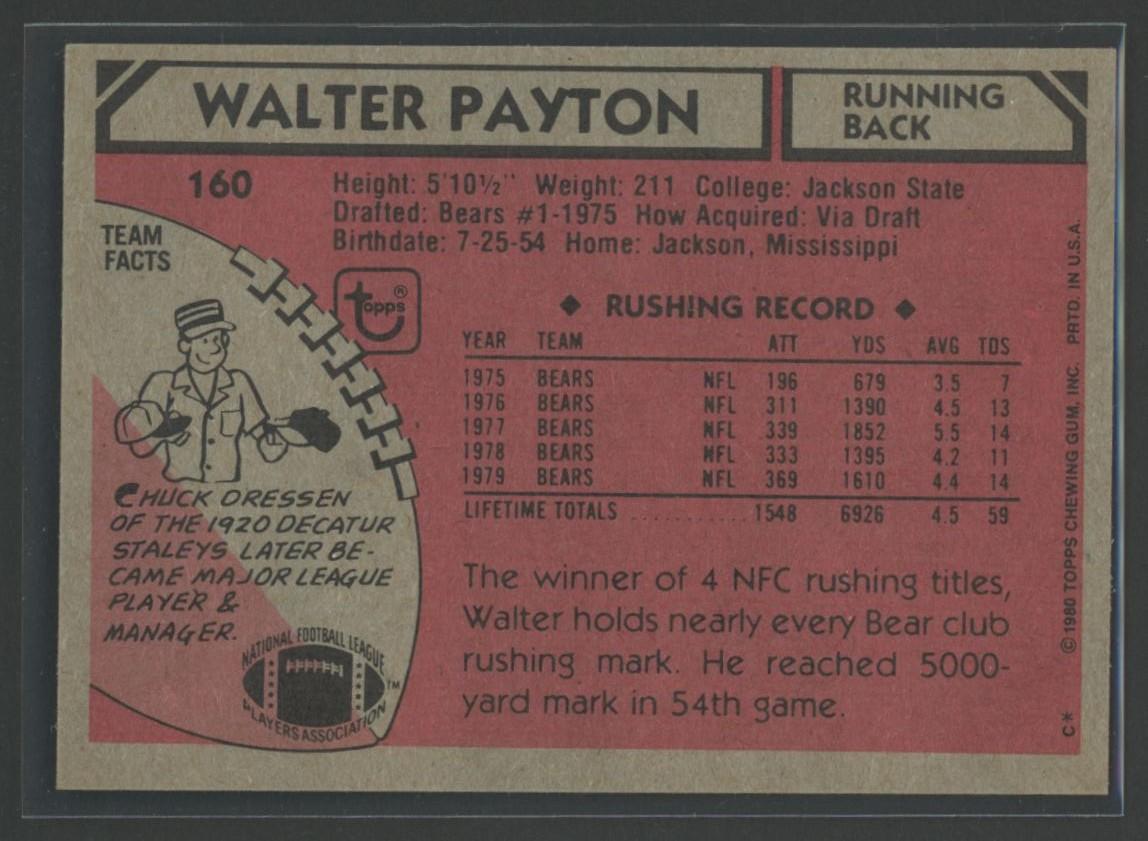 WALTER PAYTON
RUNNING
BACK
160
Height: 5'10½" Weight: 211 College: Jackson State
Drafted: Bears #1-1975 How Acquired: Via Draft
Birthdate: 7-25-54 Home: Jackson, Mississippi
TEAM
FACTS
topps®
◆ RUSHING RECORD ◆
YEAR TEAM ATT YDS AVG TDS
1975 BEARS NFL 196 679 3.5 7
1976 BEARS NFL 311 1390 4.5 13
1977 BEARS NFL 339 1852 5.5 14
1978 BEARS NFL 333 1395 4.2 11
1979 BEARS NFL 369 1610 4.4 14
LIFETIME TOTALS .......... 1548 6926 4.5 59
CHUCK DRESSEN
OF THE 1920 DECATUR
STALEYS LATER BE-
CAME MAJOR LEAGUE
PLAYER &
MANAGER.
NATIONAL FOOTBALL LEAGUE
PLAYERS ASSOCIATION
TM
The winner of 4 NFC rushing titles,
Walter holds nearly every Bear club
rushing mark. He reached 5000-
yard mark in 54th game.
C* ©1980 TOPPS CHEWING GUM, INC. PRTD. IN U.S.A.